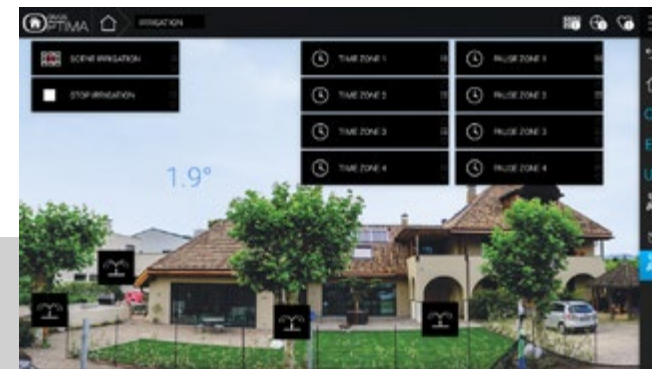 OPTIMA
IRRIGATION
SCENE IRRIGATION
STOP IRRIGATION
TIME ZONE 1
TIME ZONE 2
TIME ZONE 3
TIME ZONE 4
PAUSE ZONE 1
PAUSE ZONE 2
PAUSE ZONE 3
PAUSE ZONE 4
1.9°